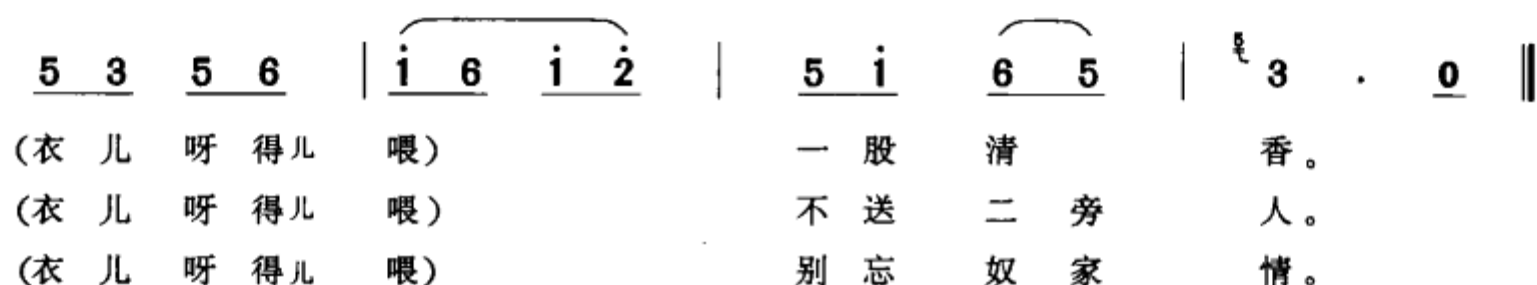 5 3 5 6 | i 6 i 2̇ | 5 i 6 5 | ⁵3 . 0 ‖
(衣 儿 呀 得儿 喂) 一 股 清 香。
(衣 儿 呀 得儿 喂) 不 送 二 旁 人。
(衣 儿 呀 得儿 喂) 别 忘 奴 家 情。